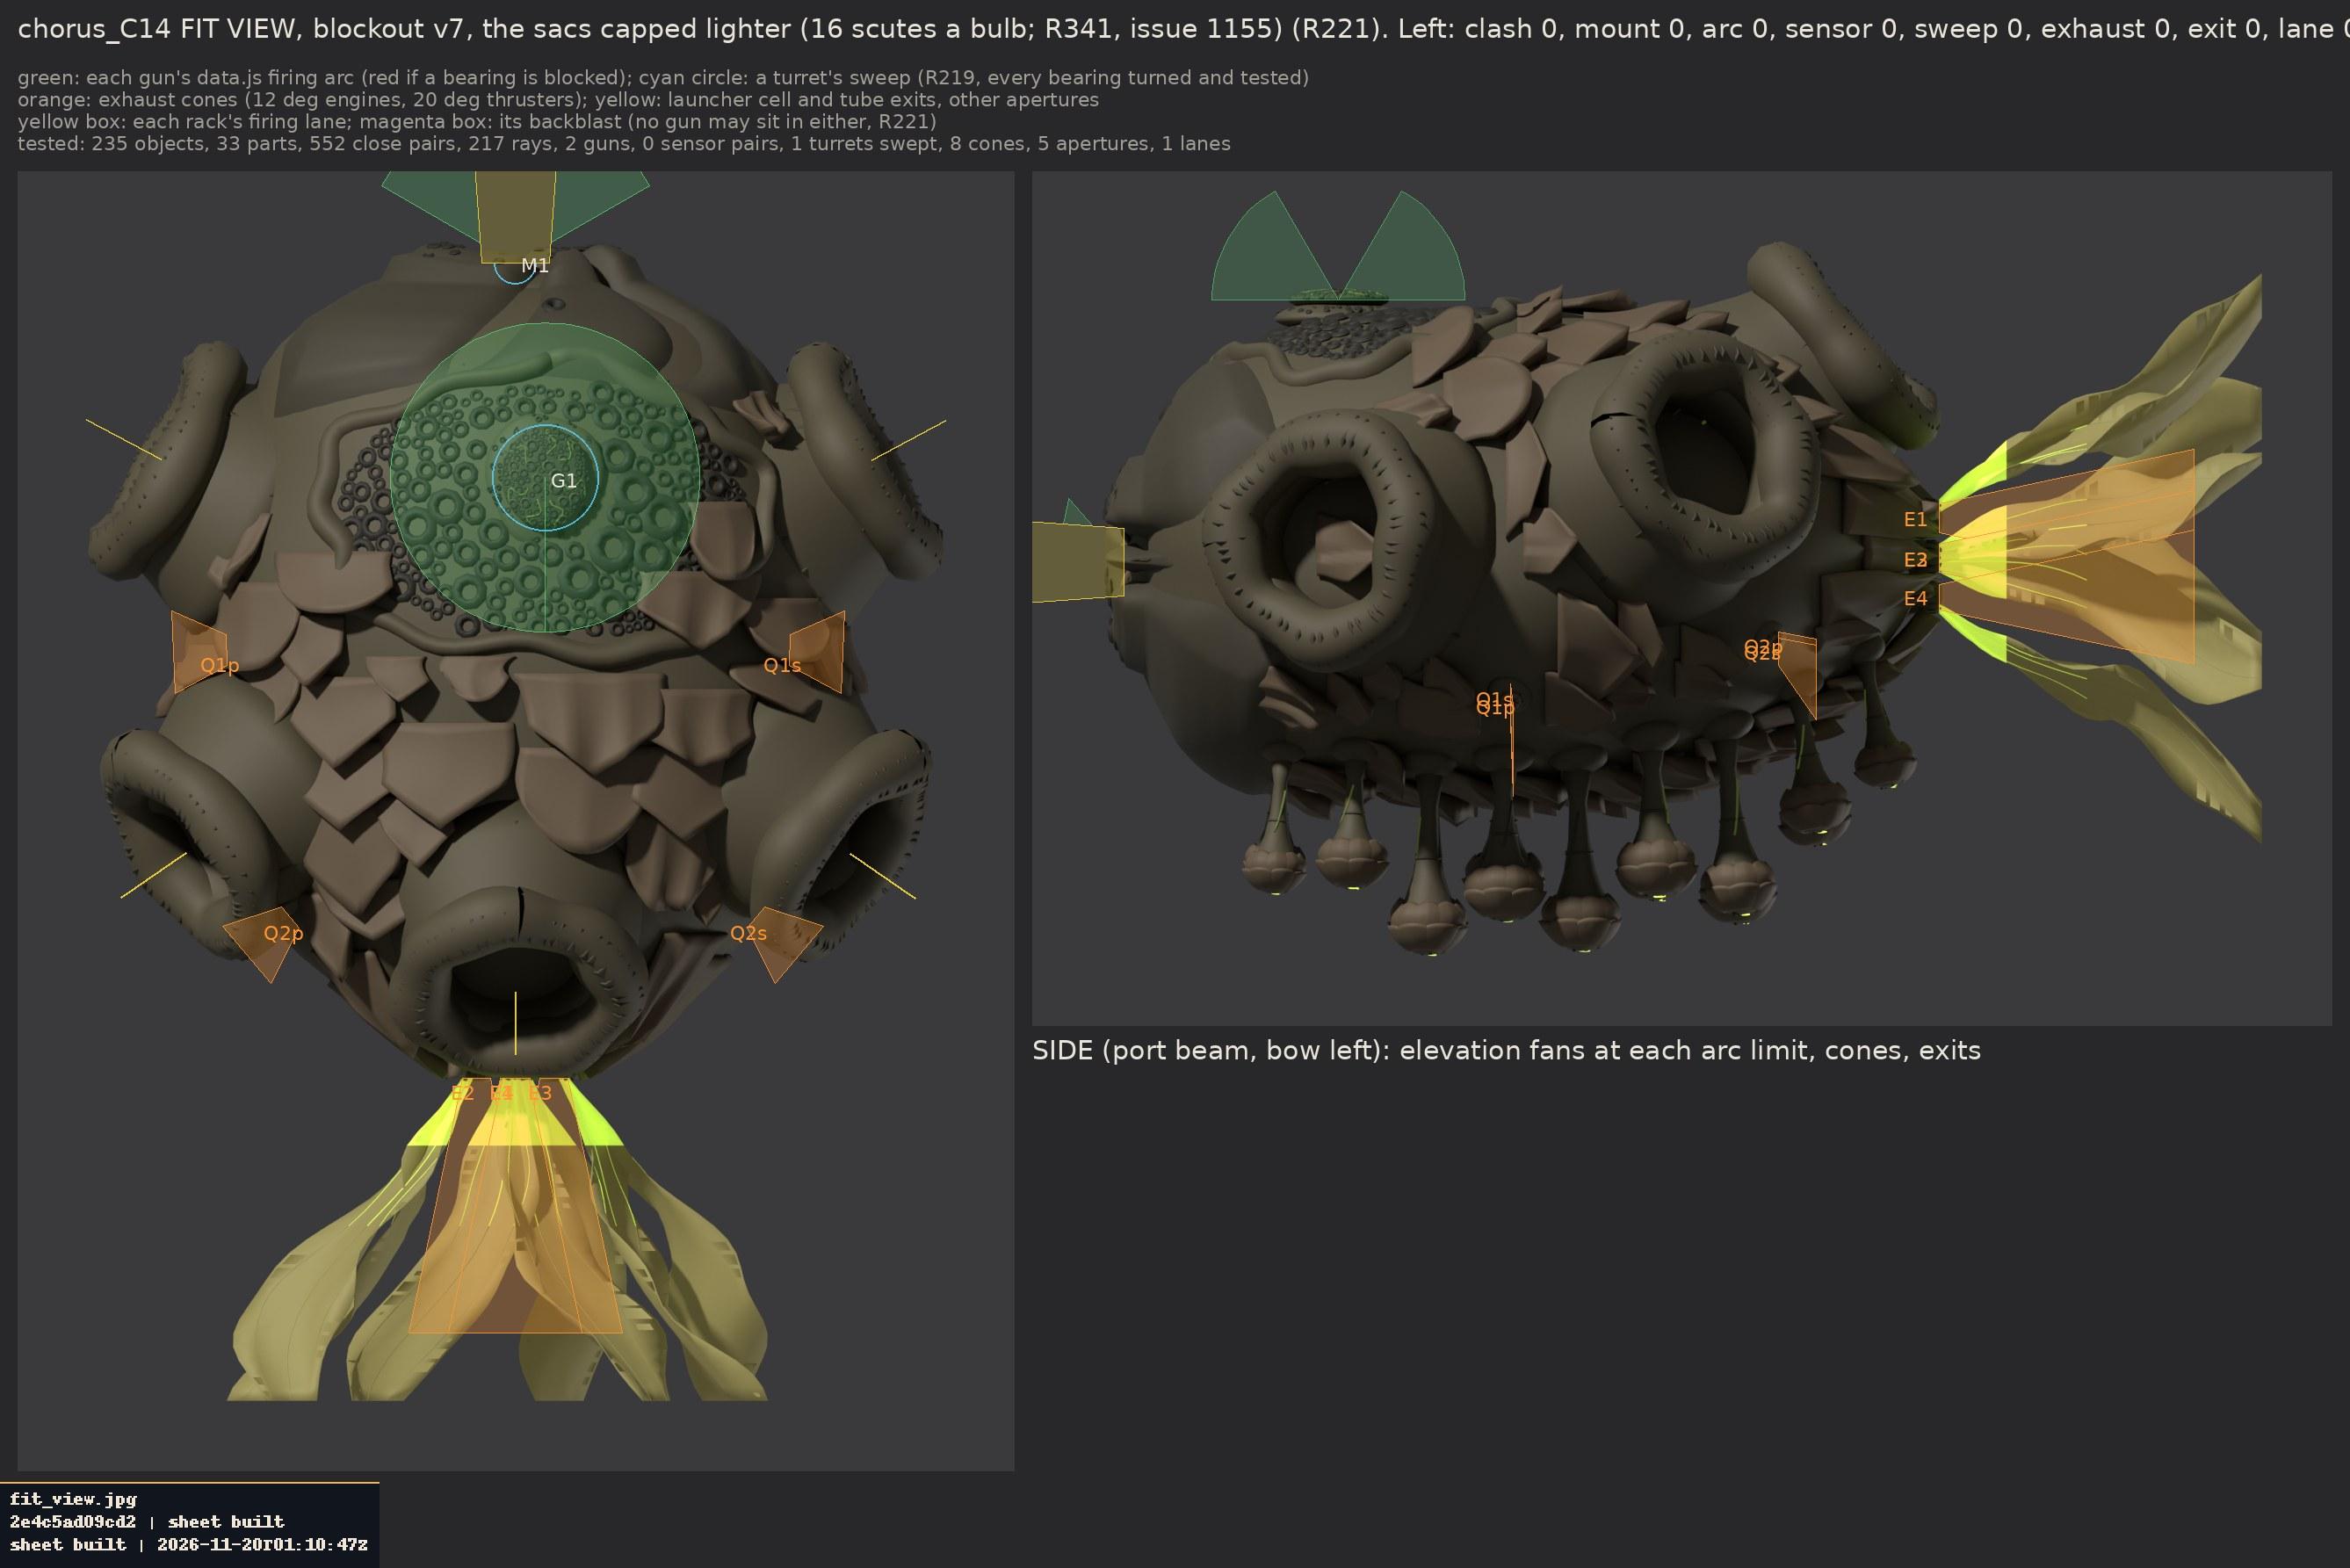 chorus_C14 FIT VIEW, blockout v7, the sacs capped lighter (16 scutes a bulb; R341, issue 1155) (R221). Left: clash 0, mount 0, arc 0, sensor 0, sweep 0, exhaust 0, exit 0, lane 0
green: each gun's data.js firing arc (red if a bearing is blocked); cyan circle: a turret's sweep (R219, every bearing turned and tested)
orange: exhaust cones (12 deg engines, 20 deg thrusters); yellow: launcher cell and tube exits, other apertures
yellow box: each rack's firing lane; magenta box: its backblast (no gun may sit in either, R221)
tested: 235 objects, 33 parts, 552 close pairs, 217 rays, 2 guns, 0 sensor pairs, 1 turrets swept, 8 cones, 5 apertures, 1 lanes
M1
G1
Q1p
Q1s
Q2p
Q2s
E2
E3
E1
E4
Q2p
Q2s
Q1s
Q1p
SIDE (port beam, bow left): elevation fans at each arc limit, cones, exits
fit_view.jpg
2e4c5ad09cd2 | sheet built
sheet built | 2026-11-20T01:10:47Z